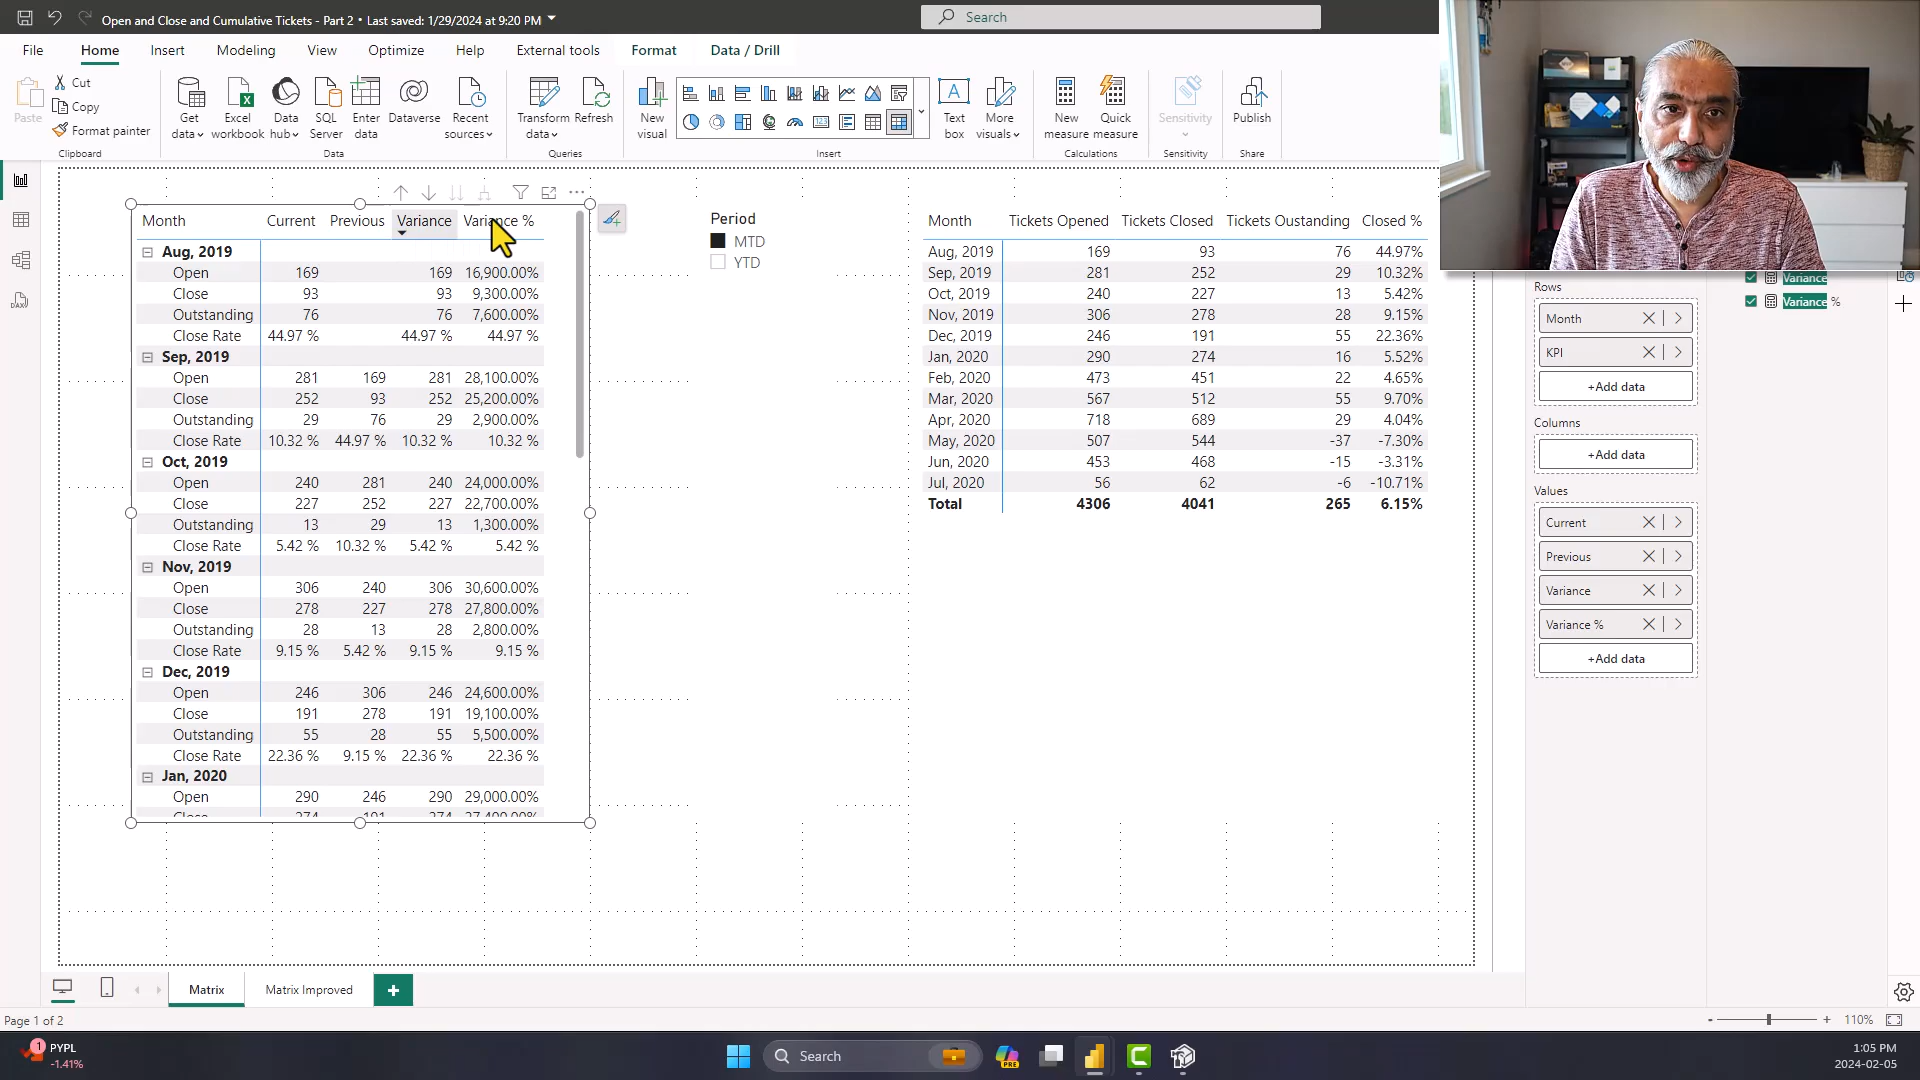 Open and Close and Cumulative Tickets - Part 2 • Last saved: 1/29/2024 at 9:20 PM
Search
File Home Insert Modeling View Optimize Help External tools Format Data / Drill
Paste
Cut
Copy
Format painter
Get data
Excel workbook
Data hub
SQL Server
Enter data
Dataverse
Recent sources
Transform data
Refresh
New visual
Text box
More visuals
New measure
Quick measure
Sensitivity
Publish
Clipboard Data Queries Insert Calculations Sensitivity Share
Month Current Previous Variance Variance %
Aug, 2019
Open 169 169 16,900.00%
Close 93 93 9,300.00%
Outstanding 76 76 7,600.00%
Close Rate 44.97 % 44.97 % 44.97 %
Sep, 2019
Open 281 169 281 28,100.00%
Close 252 93 252 25,200.00%
Outstanding 29 76 29 2,900.00%
Close Rate 10.32 % 44.97 % 10.32 % 10.32 %
Oct, 2019
Open 240 281 240 24,000.00%
Close 227 252 227 22,700.00%
Outstanding 13 29 13 1,300.00%
Close Rate 5.42 % 10.32 % 5.42 % 5.42 %
Nov, 2019
Open 306 240 306 30,600.00%
Close 278 227 278 27,800.00%
Outstanding 28 13 28 2,800.00%
Close Rate 9.15 % 5.42 % 9.15 % 9.15 %
Dec, 2019
Open 246 306 246 24,600.00%
Close 191 278 191 19,100.00%
Outstanding 55 28 55 5,500.00%
Close Rate 22.36 % 9.15 % 22.36 % 22.36 %
Jan, 2020
Open 290 246 290 29,000.00%
Period
MTD
YTD
Month Tickets Opened Tickets Closed Tickets Oustanding Closed %
Aug, 2019 169 93 76 44.97%
Sep, 2019 281 252 29 10.32%
Oct, 2019 240 227 13 5.42%
Nov, 2019 306 278 28 9.15%
Dec, 2019 246 191 55 22.36%
Jan, 2020 290 274 16 5.52%
Feb, 2020 473 451 22 4.65%
Mar, 2020 567 512 55 9.70%
Apr, 2020 718 689 29 4.04%
May, 2020 507 544 -37 -7.30%
Jun, 2020 453 468 -15 -3.31%
Jul, 2020 56 62 -6 -10.71%
Total 4306 4041 265 6.15%
Rows
Month
KPI
+Add data
Columns
+Add data
Values
Current
Previous
Variance
Variance %
+Add data
Variance
Variance %
Matrix Matrix Improved
Page 1 of 2
110%
1
PYPL
-1.41%
Search
PRE
1:05 PM
2024-02-05